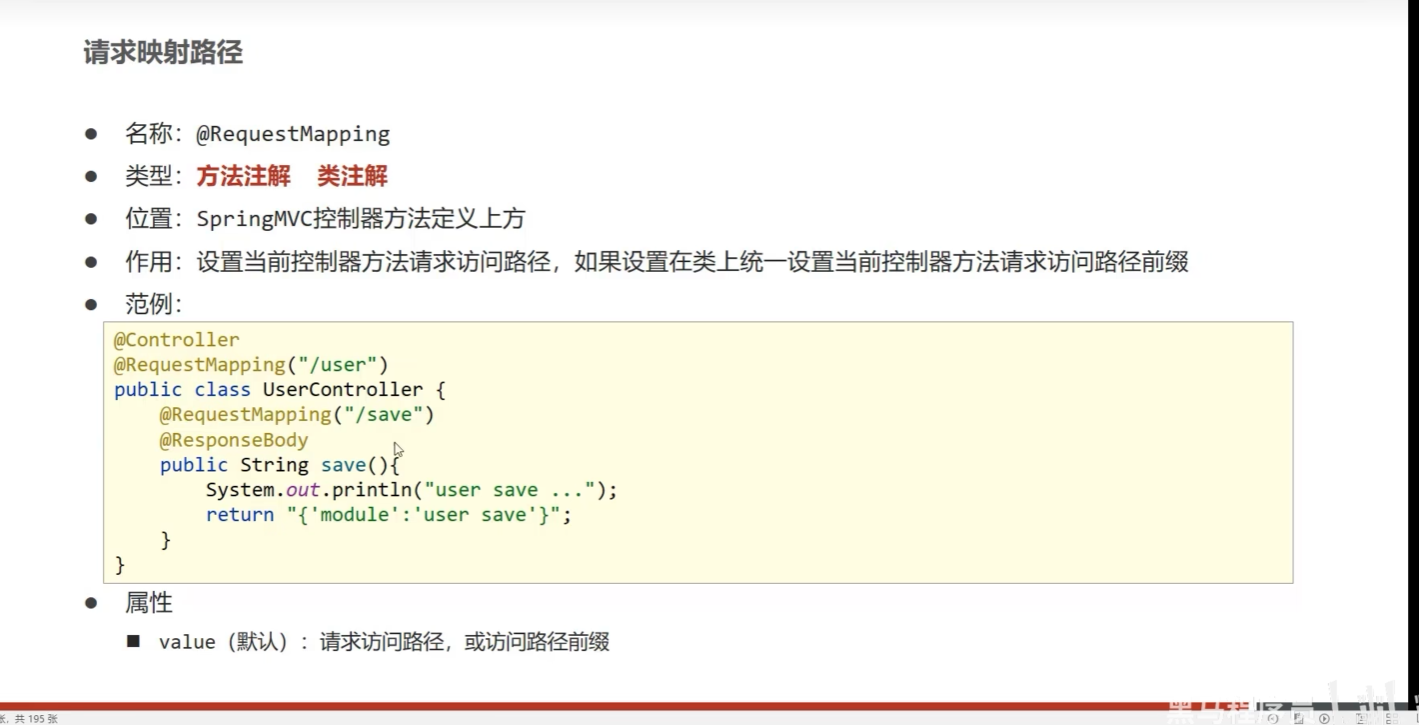 请求映射路径
● 名称：@RequestMapping
● 类型：方法注解 类注解
● 位置：SpringMVC控制器方法定义上方
● 作用：设置当前控制器方法请求访问路径，如果设置在类上统一设置当前控制器方法请求访问路径前缀
● 范例：
@Controller
@RequestMapping("/user")
public class UserController {
    @RequestMapping("/save")
    @ResponseBody
    public String save(){
        System.out.println("user save ...");
        return "{'module':'user save'}";
    }
}
● 属性
■ value（默认）：请求访问路径，或访问路径前缀
张，共 195 张